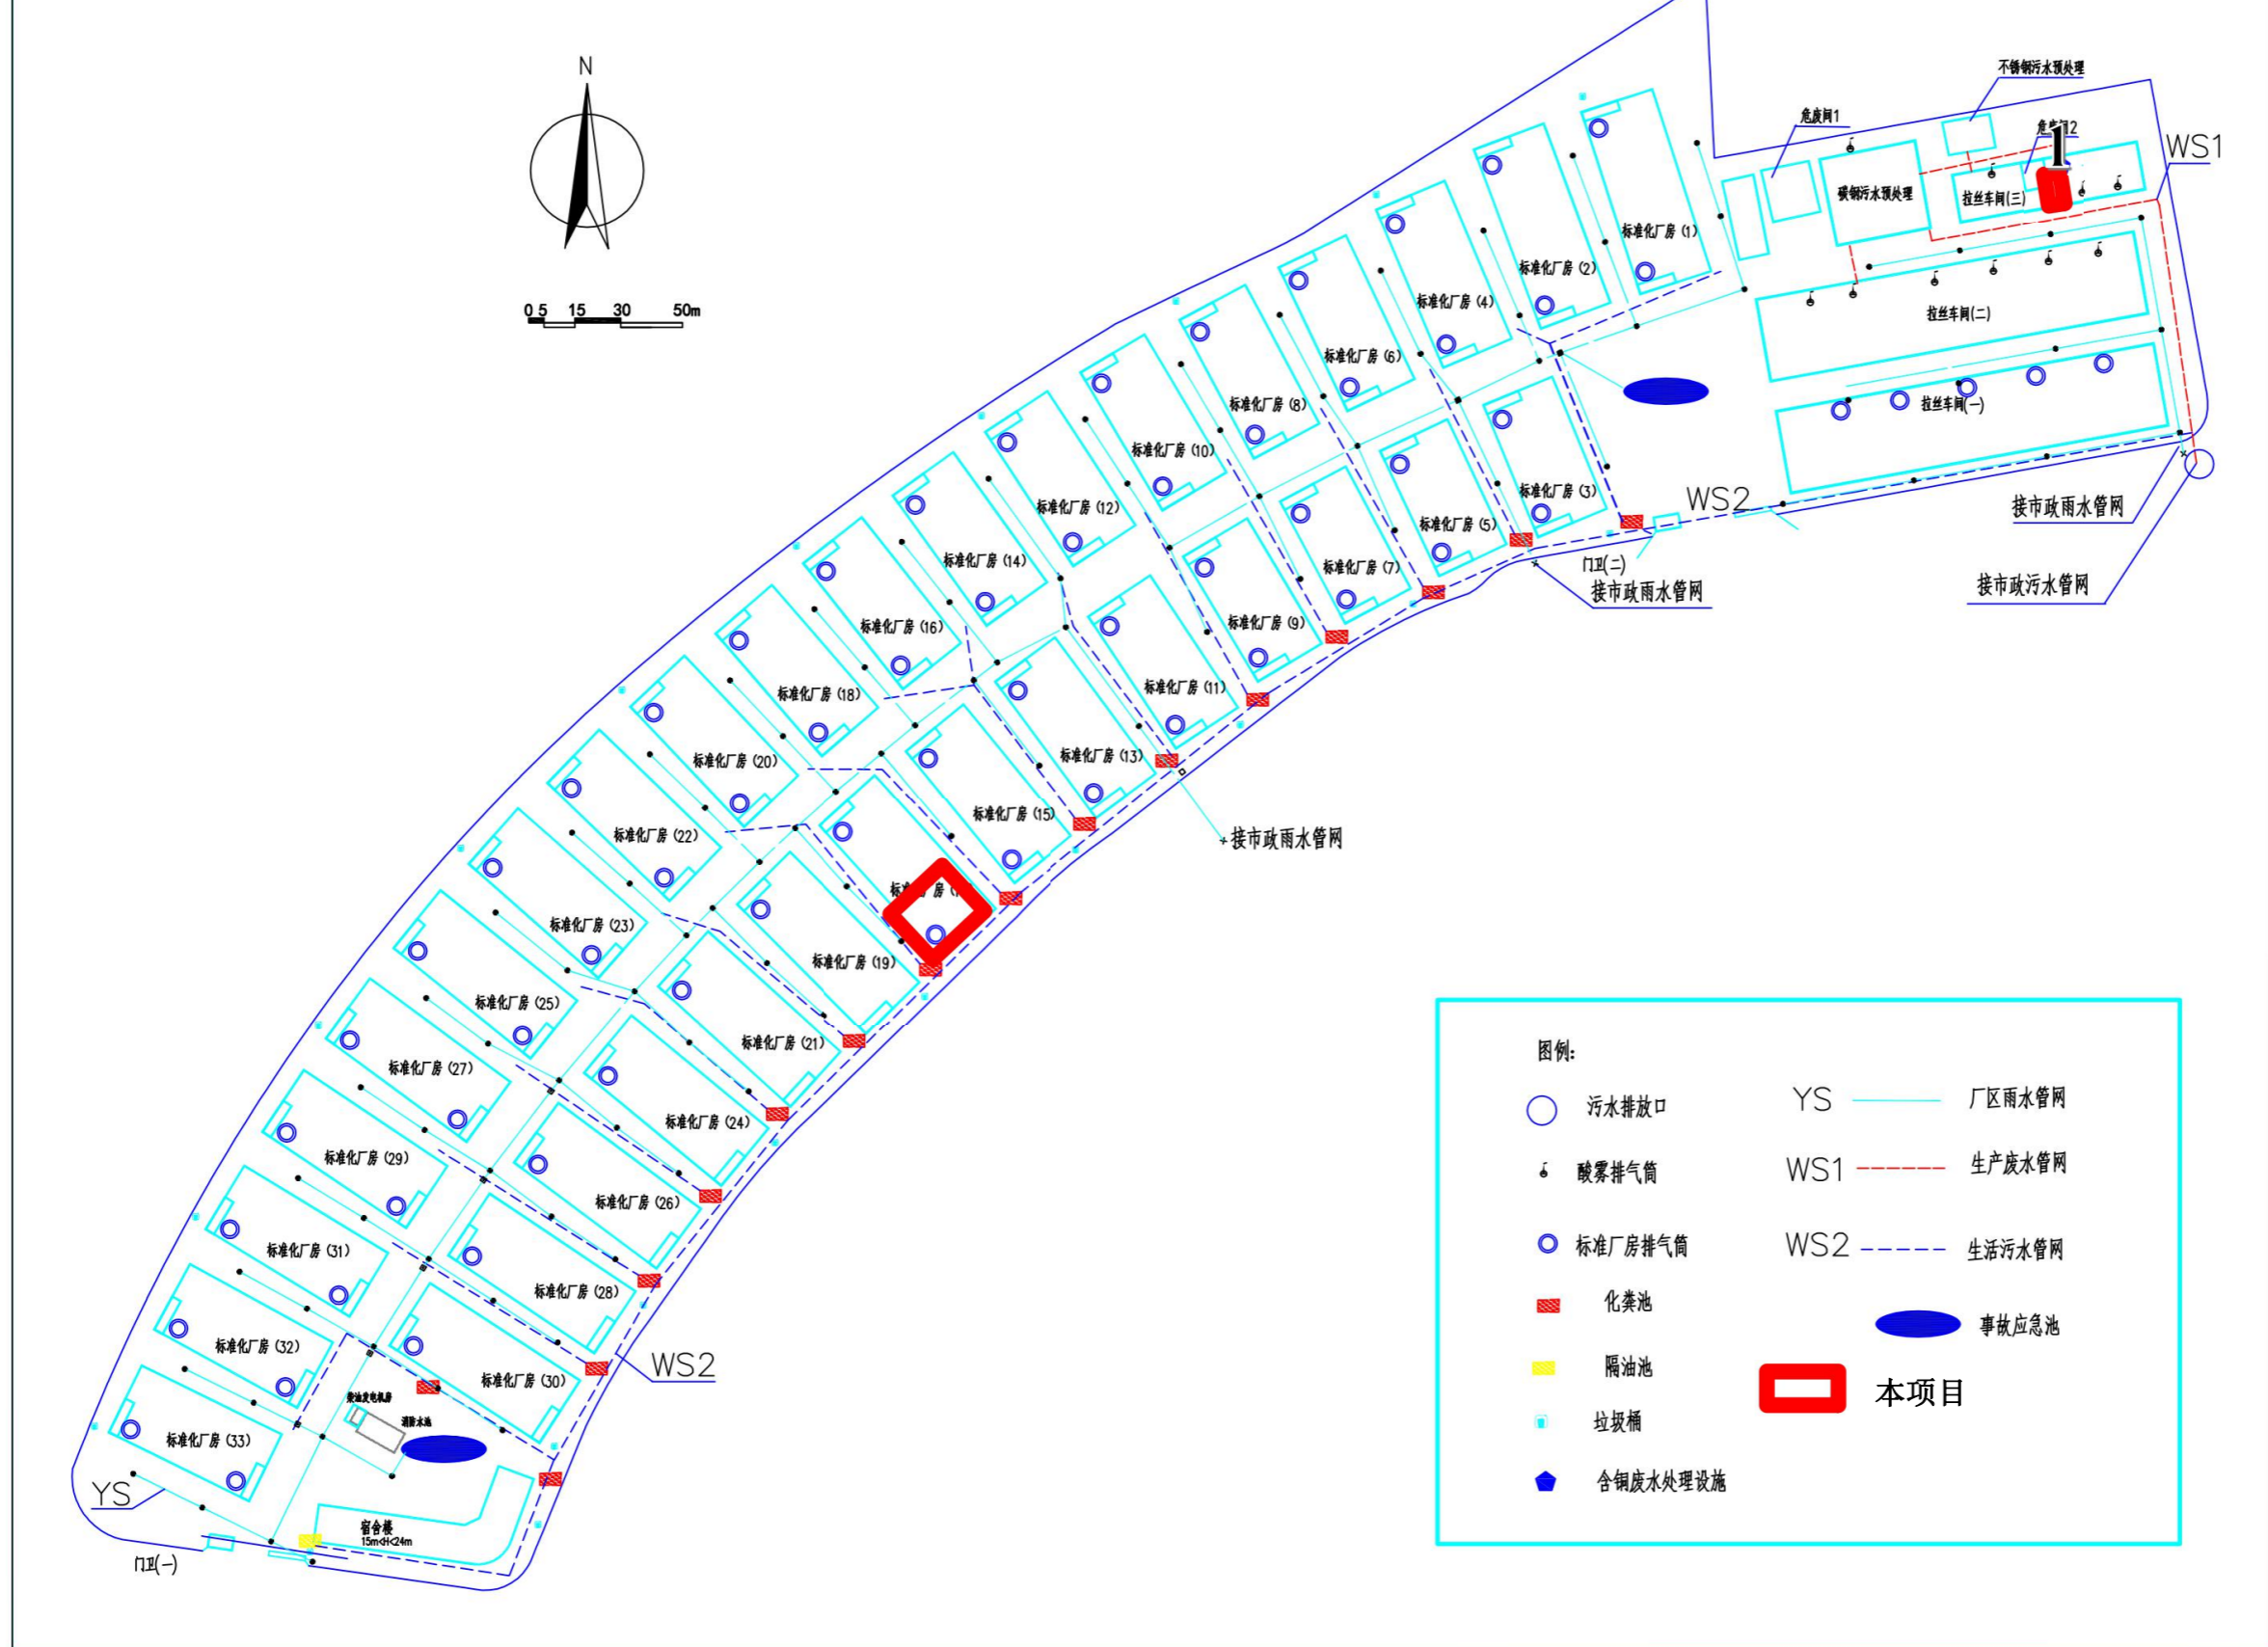 N
0 5 15 30 50m
不锈钢污水预处理
危废间1
危废间2
1
WS1
碳钢污水预处理
拉丝车间(三)
标准化厂房 (1)
标准化厂房 (2)
标准化厂房 (4)
标准化厂房 (6)
标准化厂房 (8)
标准化厂房 (10)
标准化厂房 (12)
标准化厂房 (14)
标准化厂房 (16)
标准化厂房 (18)
标准化厂房 (20)
标准化厂房 (22)
标准化厂房 (23)
标准化厂房 (25)
标准化厂房 (27)
标准化厂房 (29)
标准化厂房 (31)
标准化厂房 (32)
标准化厂房 (33)
拉丝车间(二)
拉丝车间(一)
标准化厂房 (3)
标准化厂房 (5)
标准化厂房 (7)
标准化厂房 (9)
标准化厂房 (11)
标准化厂房 (13)
标准化厂房 (15)
标准化厂房 (19)
标准化厂房 (21)
标准化厂房 (24)
标准化厂房 (26)
标准化厂房 (28)
标准化厂房 (30)
WS2
接市政雨水管网
接市政污水管网
门卫(二)
接市政雨水管网
接市政雨水管网
WS2
柴油发电机房
消防水池
YS
宿舍楼
15m<H<24m
门卫(一)
图例:
污水排放口
酸雾排气筒
标准厂房排气筒
化粪池
隔油池
垃圾桶
含铜废水处理设施
YS 厂区雨水管网
WS1 生产废水管网
WS2 生活污水管网
事故应急池
本项目